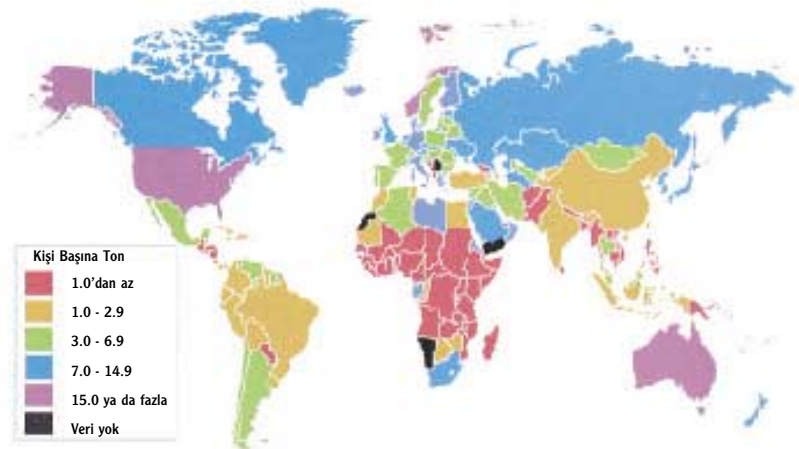 Kişi Başına Ton
1.0'dan az
1.0 - 2.9
3.0 - 6.9
7.0 - 14.9
15.0 ya da fazla
Veri yok